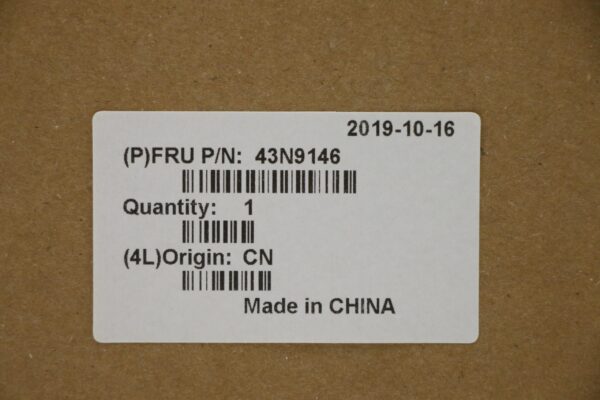 2019-10-16
(P)FRU P/N: 43N9146
Quantity: 1
(4L)Origin: CN
Made in CHINA